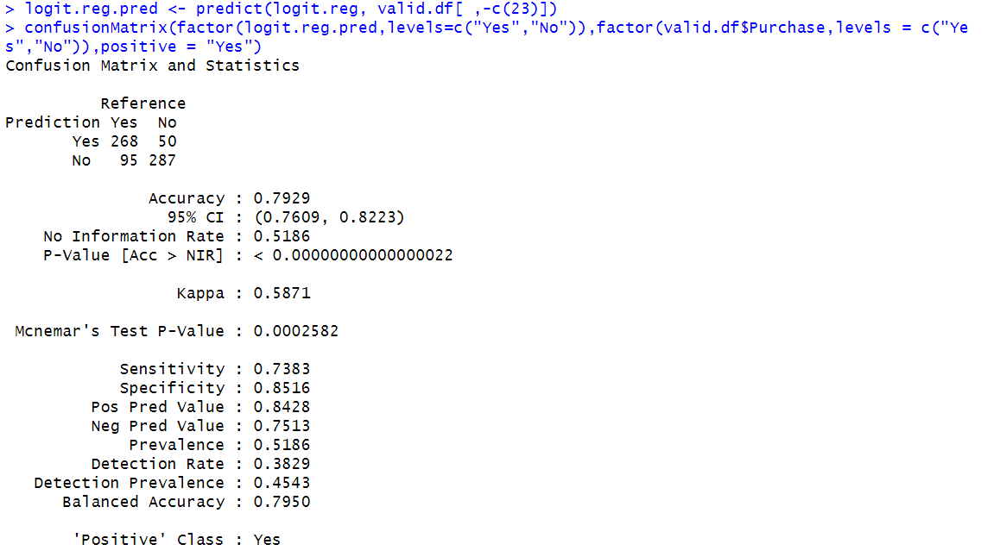 > logit.reg.pred <- predict(logit.reg, valid.df[ ,-c(23)])
> confusionMatrix(factor(logit.reg.pred,levels=c("Yes","No")),factor(valid.df$Purchase,levels = c("Ye
s","No")),positive = "Yes")
Confusion Matrix and Statistics
Reference
Prediction Yes No
Yes 268 50
No 95 287
Accuracy : 0.7929
95% CI : (0.7609, 0.8223)
No Information Rate : 0.5186
P-Value [Acc > NIR] : < 0.00000000000000022
Kappa : 0.5871
Mcnemar's Test P-Value : 0.0002582
Sensitivity : 0.7383
Specificity : 0.8516
Pos Pred Value : 0.8428
Neg Pred Value : 0.7513
Prevalence : 0.5186
Detection Rate : 0.3829
Detection Prevalence : 0.4543
Balanced Accuracy : 0.7950
'Positive' Class : Yes